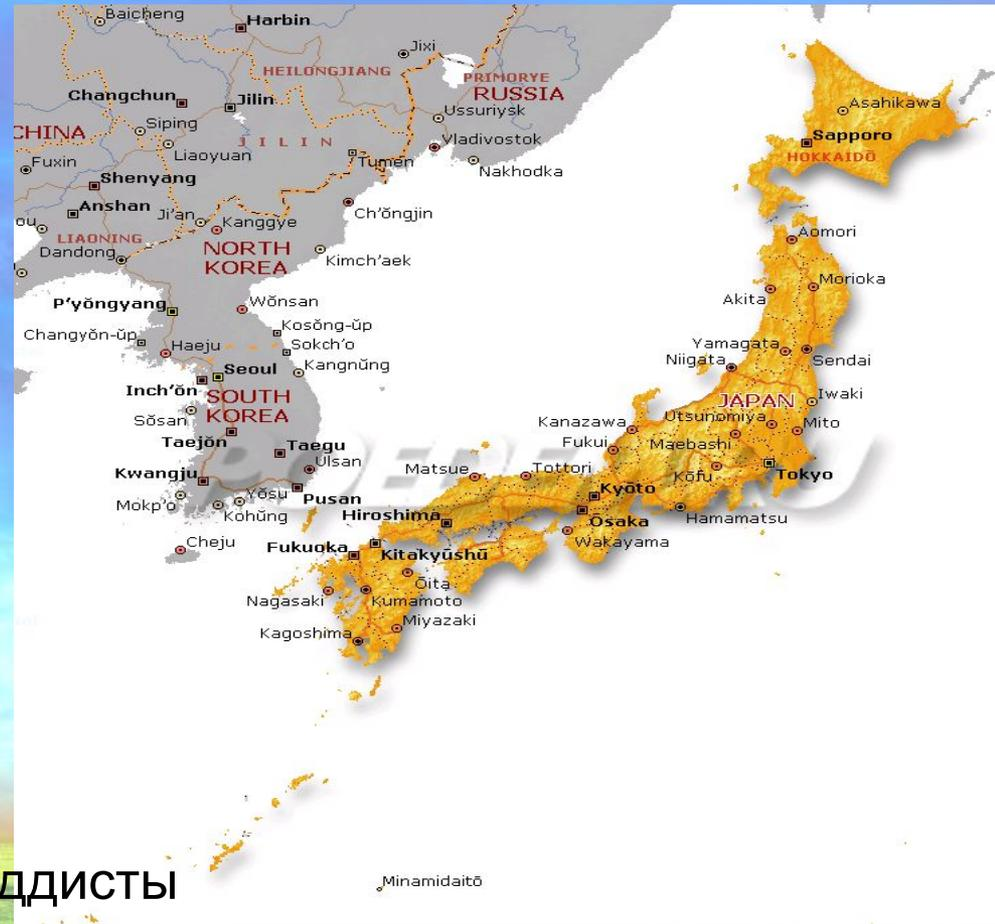 Baicheng
Harbin
Jixi
HEILONGJIANG
PRIMORYE
RUSSIA
Changchun
Jilin
Asahikawa
Ussuriysk
Siping
CHINA
Sapporo
JILIN
Vladivostok
Liaoyuan
HOKKAIDŌ
Fuxin
Tumen
Nakhodka
Shenyang
Anshan
Ji'an
Kanggye
Ch'ŏngjin
ou
LIAONING
Aomori
Dandong
NORTH
KOREA
Kimch'aek
Morioka
Akita
P'yŏngyang
Wŏnsan
Changyŏn-ŭp
Kosŏng-ŭp
Haeju
Sokch'o
Yamagata
Niigata
Sendai
Seoul
Kangnŭng
Inch'ŏn
SOUTH
KOREA
JAPAN
Iwaki
Sŏsan
Kanazawa
Utsunomiya
Mito
Taejŏn
Taegu
Fukui
Maebashi
Ulsan
Matsue
Tottori
Kōfu
Tokyo
Kwangju
Kyōto
Mokp'o
Yŏsu
Pusan
Kohŭng
Hiroshima
Ōsaka
Hamamatsu
Cheju
Fukuoka
Kitakyūshū
Wakayama
Ōita
Nagasaki
Kumamoto
Miyazaki
Kagoshima
Minamidaitō
ддисты